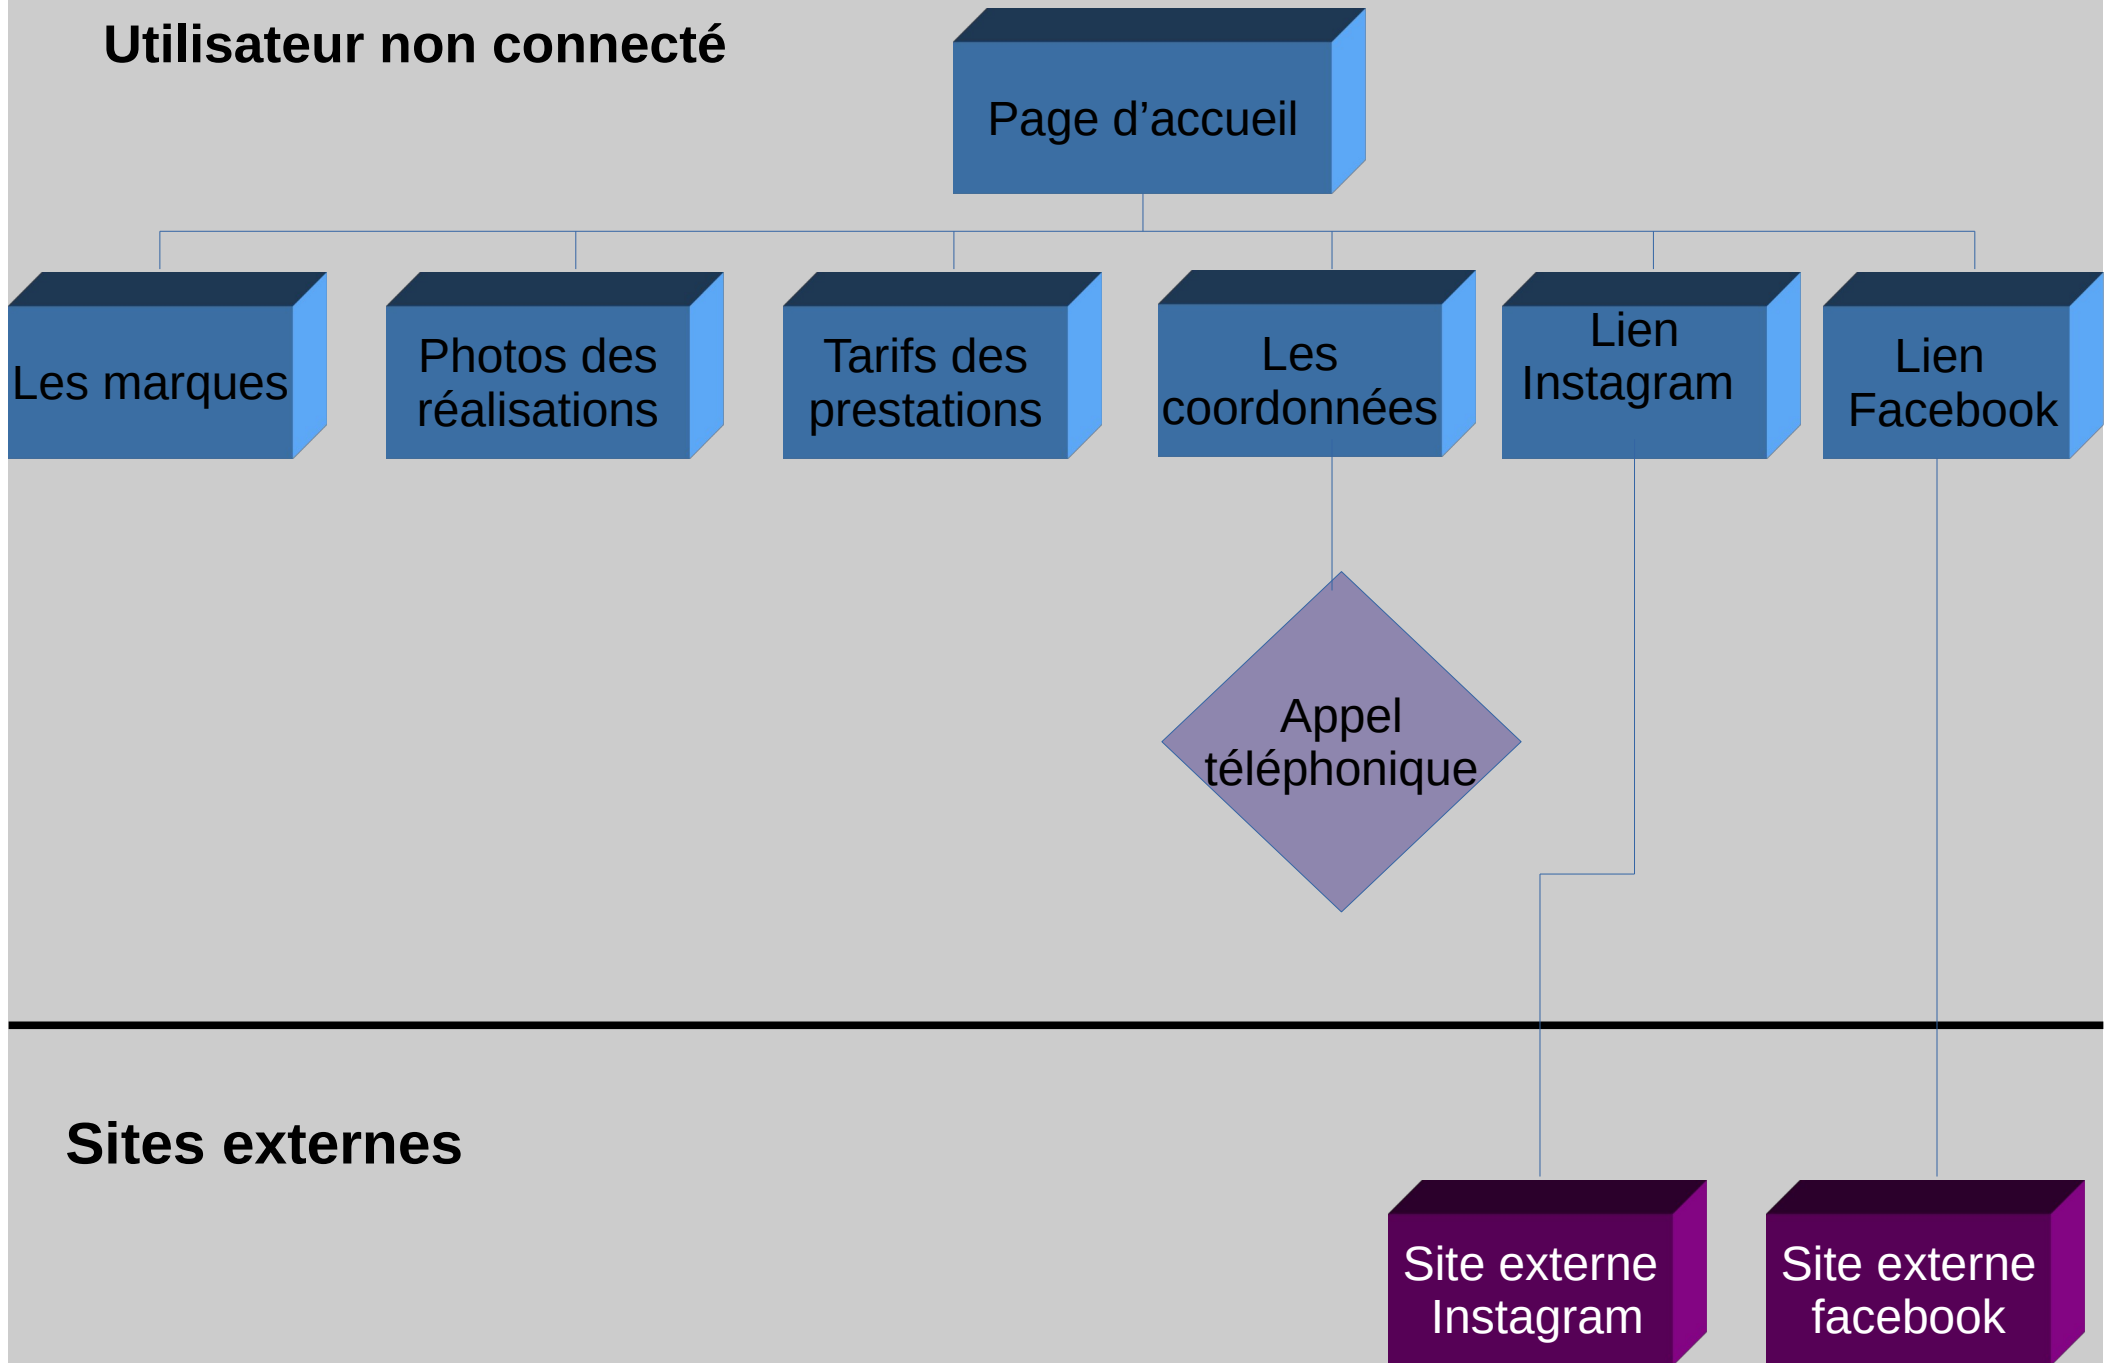 Utilisateur non connecté
Page d’accueil
Les marques
Photos des
réalisations
Tarifs des
prestations
Les
coordonnées
Lien
Instagram
Lien
Facebook
Appel
téléphonique
Sites externes
Site externe
Instagram
Site externe
facebook